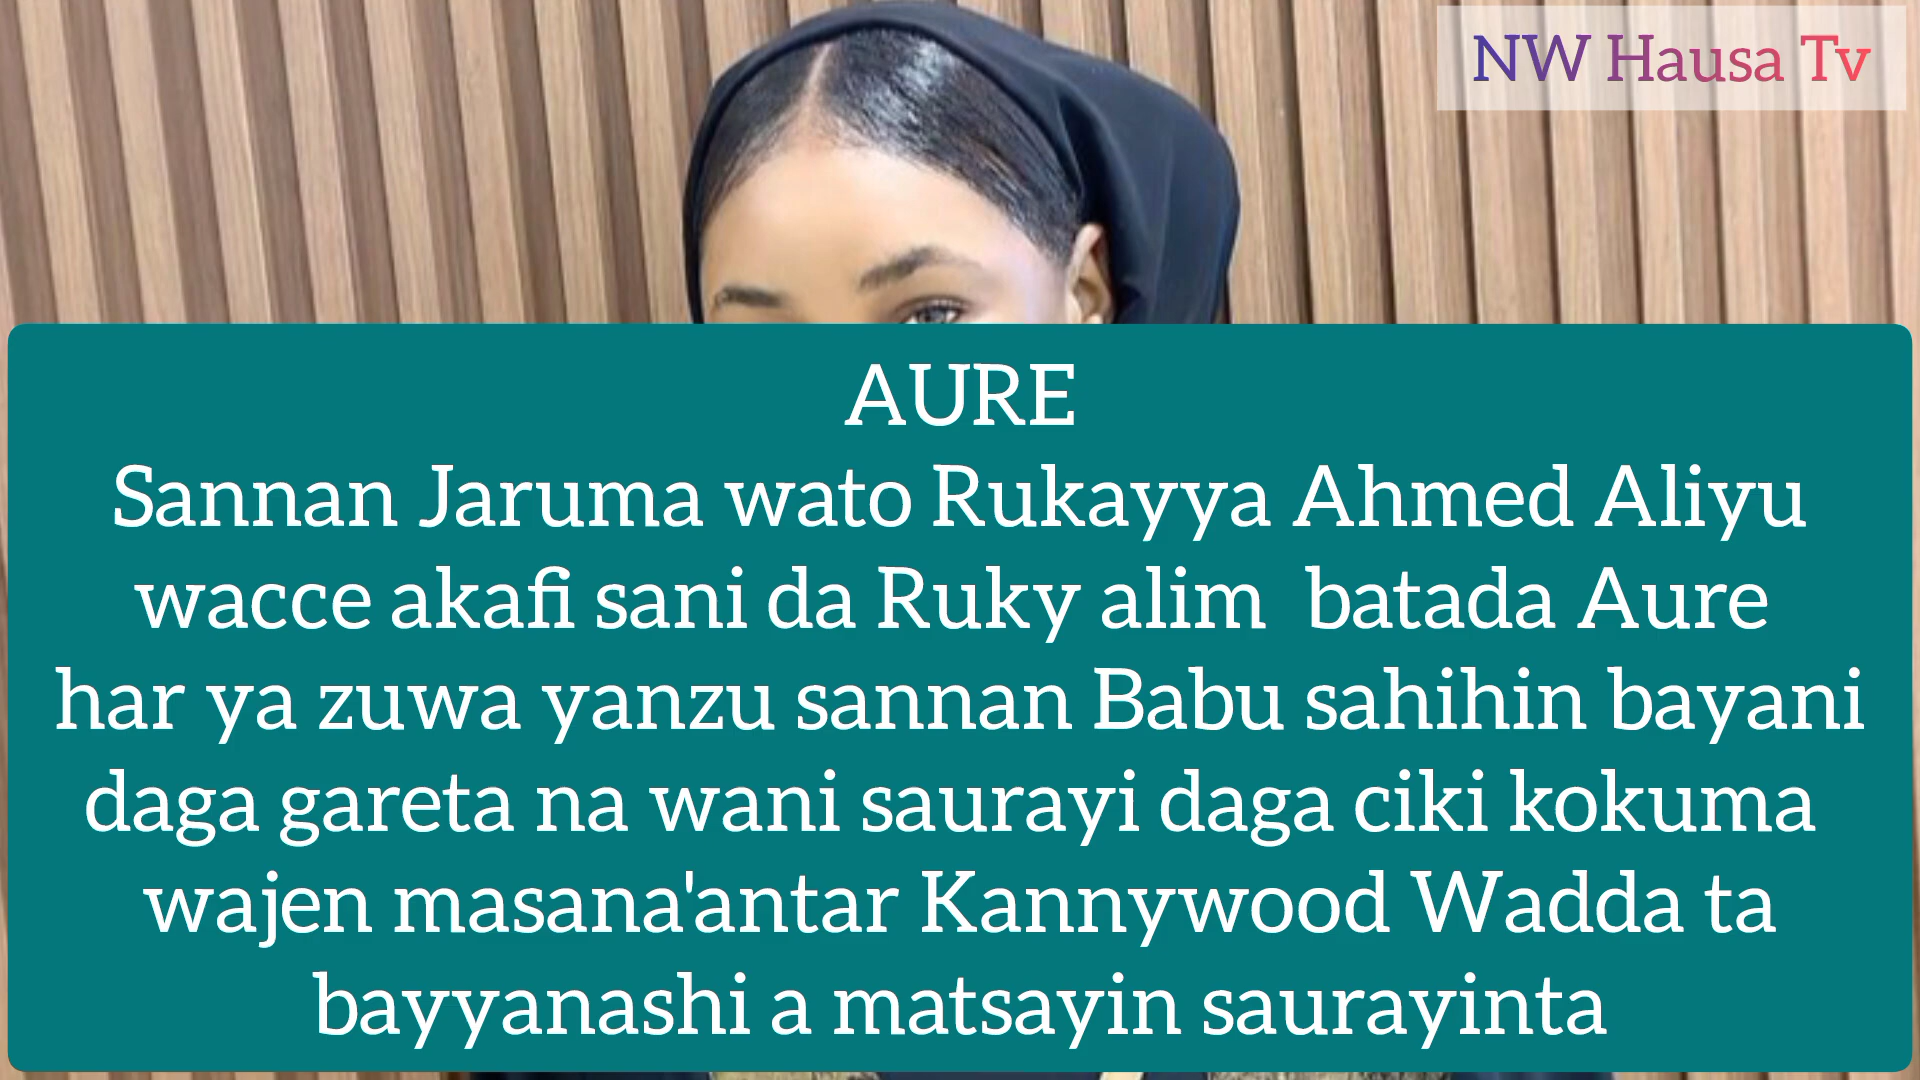 NW Hausa Tv
AURE
Sannan Jaruma wato Rukayya Ahmed Aliyu
wacce akafi sani da Ruky alim batada Aure
har ya zuwa yanzu sannan Babu sahihin bayani
daga gareta na wani saurayi daga ciki kokuma
wajen masana'antar Kannywood Wadda ta
bayyanashi a matsayin saurayinta